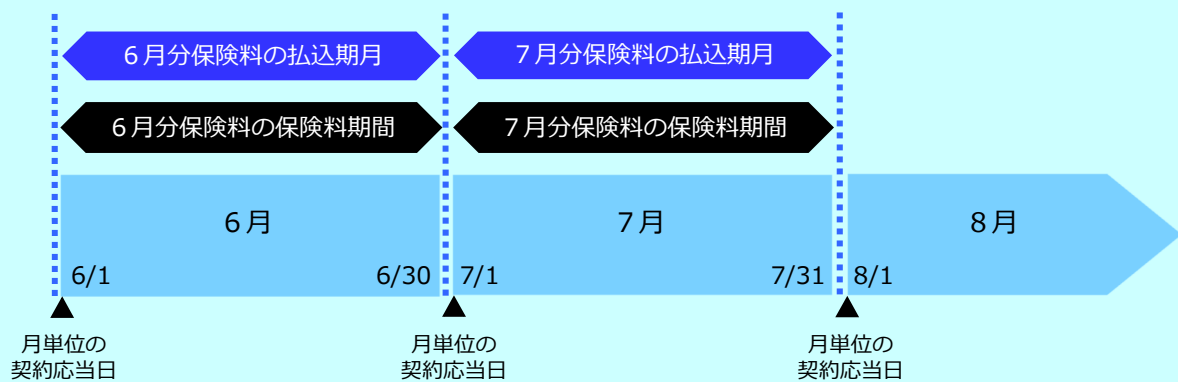 6月分保険料の払込期月
7月分保険料の払込期月
6月分保険料の保険料期間
7月分保険料の保険料期間
6月
7月
8月
6/1
6/30
7/1
7/31
8/1
月単位の
契約応当日
月単位の
契約応当日
月単位の
契約応当日